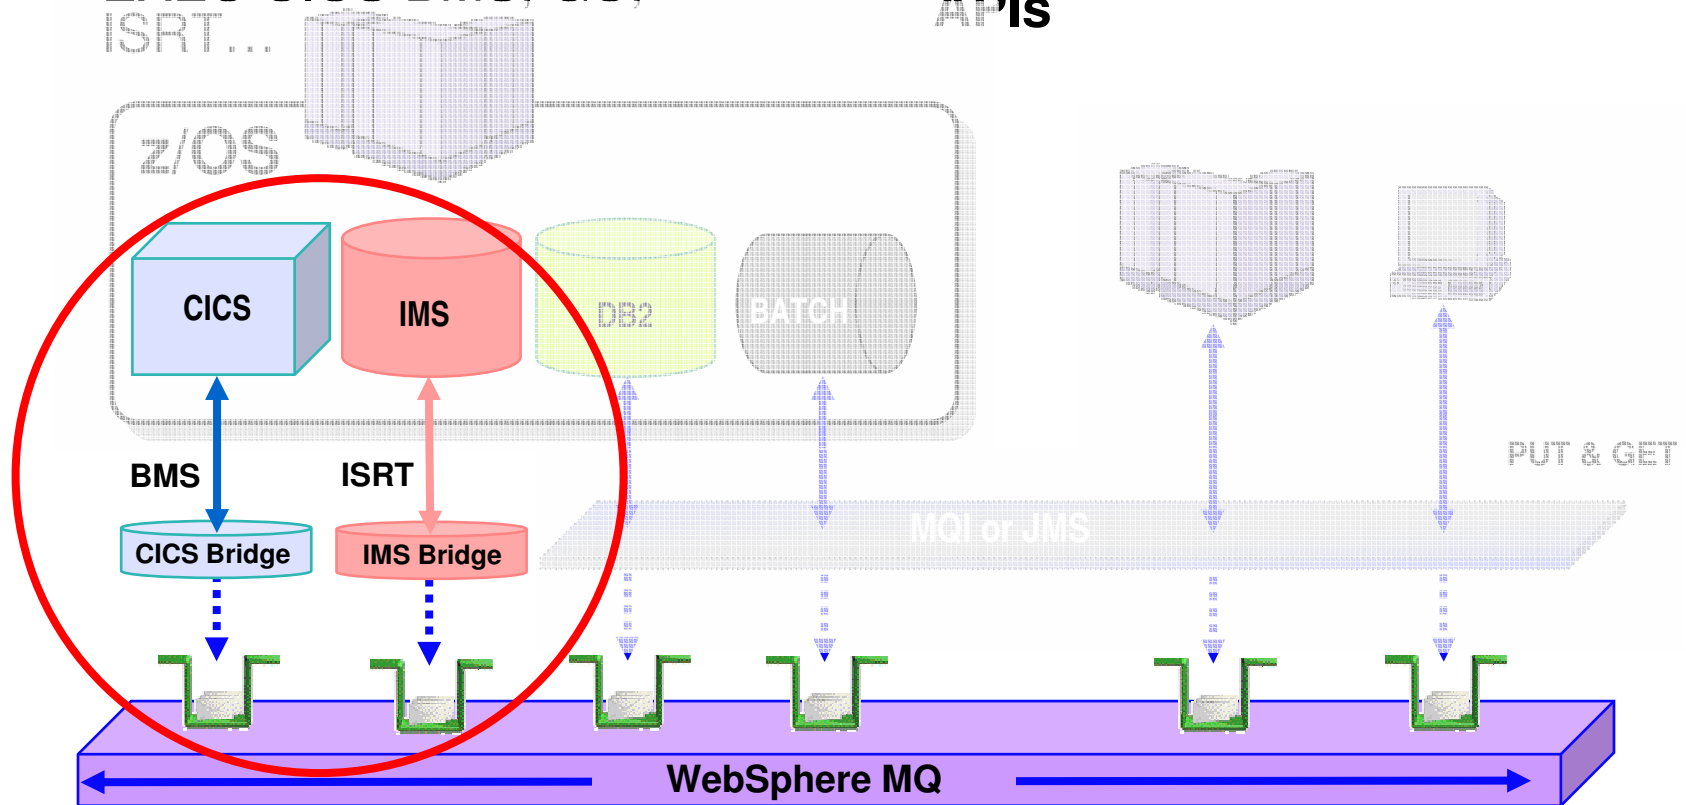 APIs
ISRT...
z/OS
CICS
IMS
DB2
BATCH
BMS
ISRT
PUT & GET
MQI or JMS
CICS Bridge
IMS Bridge
WebSphere MQ